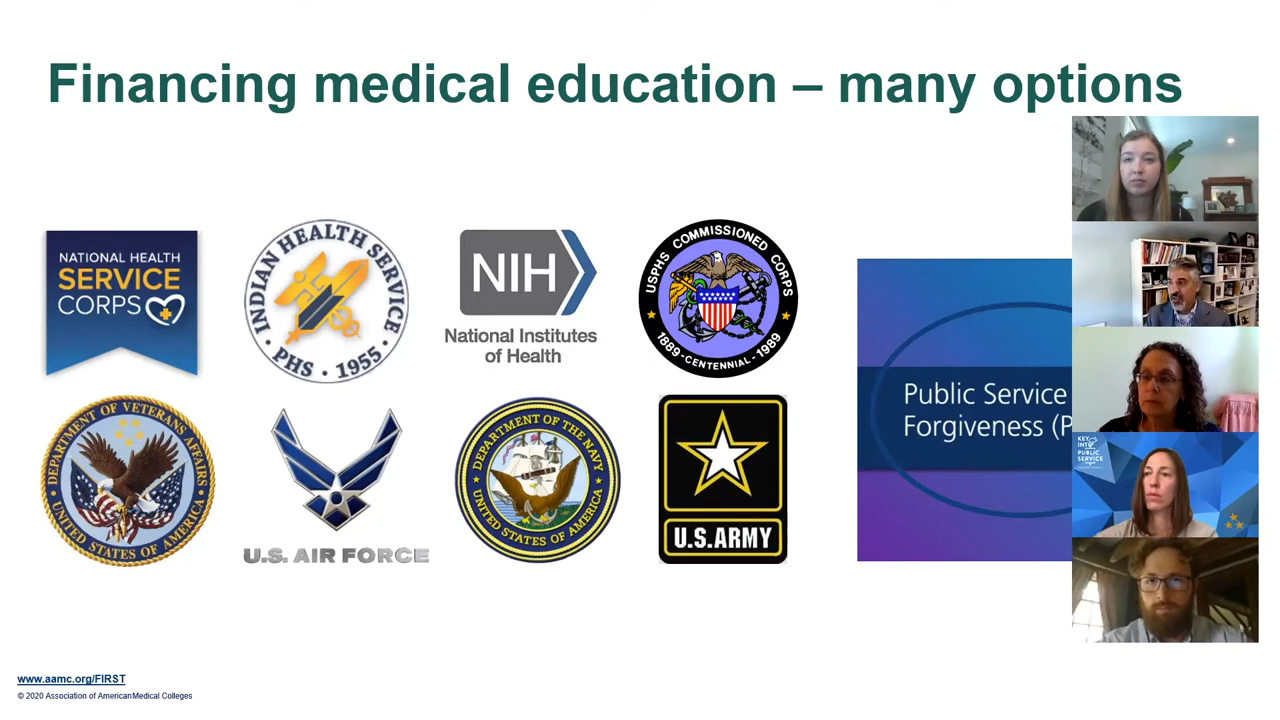 Financing medical education – many options
NATIONAL HEALTH
SERVICE
CORPS
INDIAN HEALTH SERVICE
PHS • 1955
NIH
National Institutes
of Health
USPHS COMMISSIONED CORPS
1889-CENTENNIAL-1989
DEPARTMENT OF VETERANS AFFAIRS
UNITED STATES OF AMERICA
U.S. AIR FORCE
DEPARTMENT OF THE NAVY
UNITED STATES OF AMERICA
U.S.ARMY
Public Service
Forgiveness (P
KEY
INTO
PUBLIC
SERVICE
www.aamc.org/FIRST
© 2020 Association of American Medical Colleges